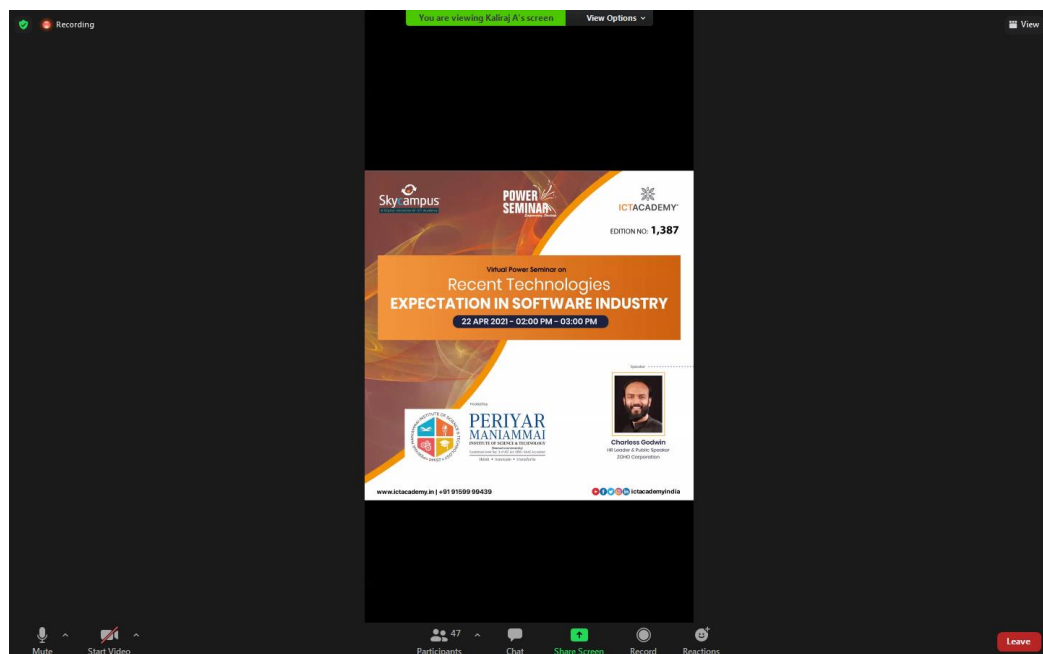 You are viewing Kaliraj A's screen
View Options
Recording
View
Skycampus
POWER
SEMINAR
ICTACADEMY
EDITION NO: 1,387
Virtual Power Seminar on
Recent Technologies
EXPECTATION IN SOFTWARE INDUSTRY
22 APR 2021 – 02:00 PM – 03:00 PM
Speaker
Hosted by
PERIYAR
MANIAMMAI
INSTITUTE OF SCIENCE & TECHNOLOGY
Charless Godwin
HR Leader & Public Speaker
ZOHO Corporation
www.ictacademy.in | +91 91599 99439
ictacademyindia
47
Mute
Start Video
Participants
Chat
Share Screen
Record
Reactions
Leave